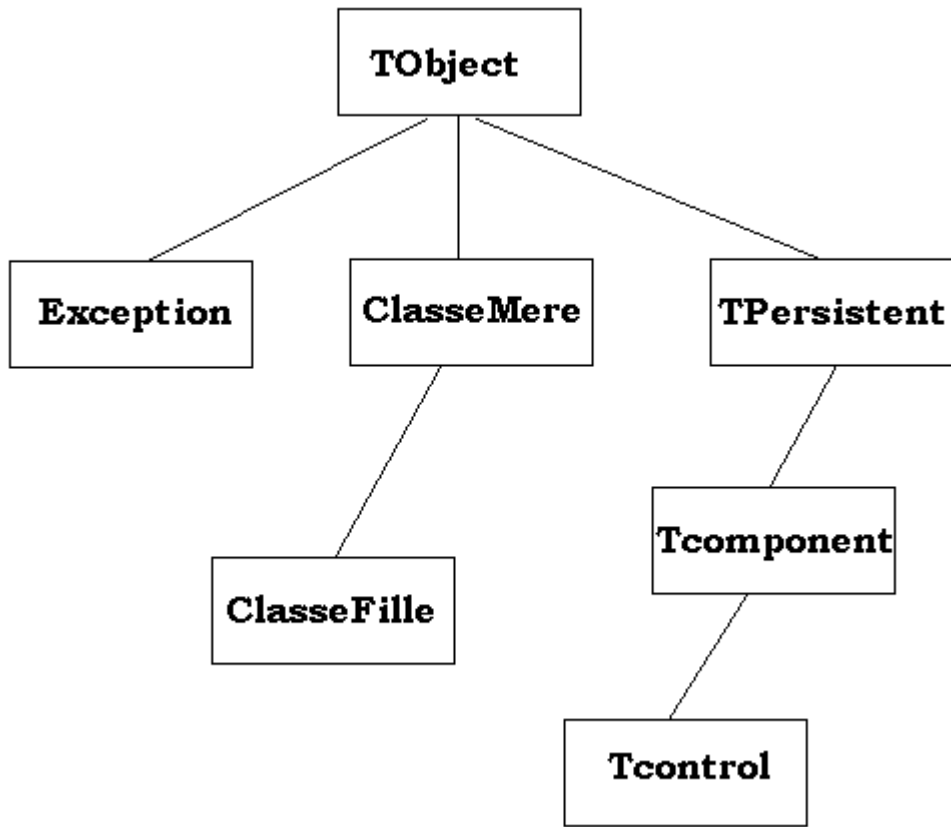 TObject
Exception
ClasseMere
TPersistent
Tcomponent
ClasseFille
Tcontrol